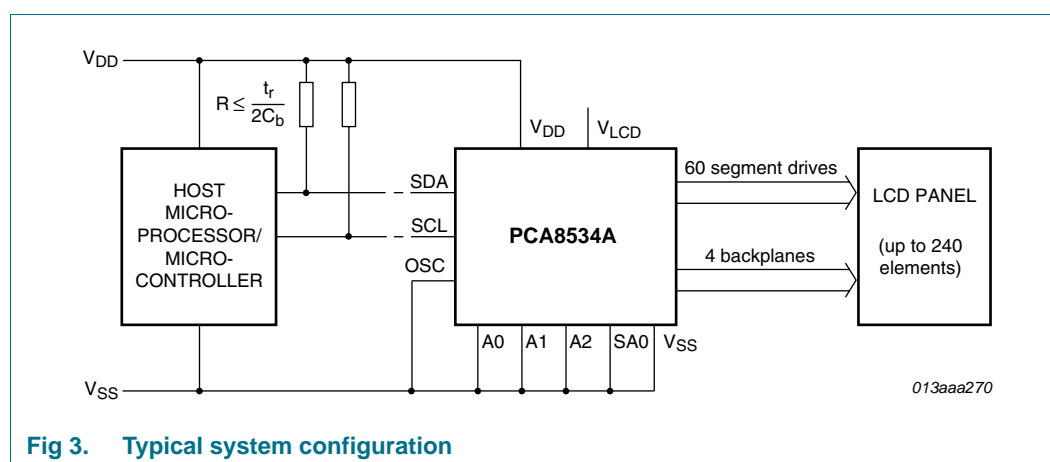 VDD
R ≤ tr
2Cb
VDD
VLCD
HOST
MICRO-
PROCESSOR/
MICRO-
CONTROLLER
SDA
SCL
OSC
PCA8534A
60 segment drives
4 backplanes
LCD PANEL
(up to 240
elements)
A0 A1 A2 SA0 VSS
VSS
013aaa270
Fig 3. Typical system configuration